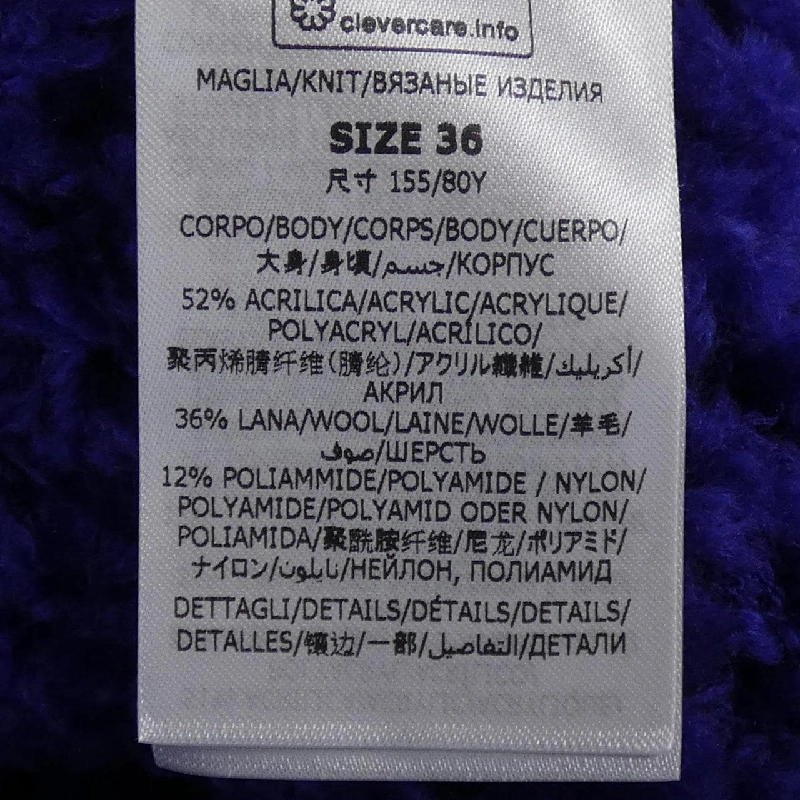 clevercare.info
MAGLIA/KNIT/ВЯЗАНЫЕ ИЗДЕЛИЯ
SIZE 36
尺寸 155/80Y
CORPO/BODY/CORPS/BODY/CUERPO/
大身/身頃/جسم/КОРПУС
52% ACRILICA/ACRYLIC/ACRYLIQUE/
POLYACRYL/ACRÍLICO/
聚丙烯腈纤维(腈纶)/アクリル繊維/أكريليك/
АКРИЛ
36% LANA/WOOL/LAINE/WOLLE/羊毛/
صوف/ШЕРСТЬ
12% POLIAMMIDE/POLYAMIDE / NYLON/
POLYAMIDE/POLYAMID ODER NYLON/
POLIAMIDA/聚酰胺纤维/尼龙/ポリアミド/
ナイロン/نايلون/НЕЙЛОН, ПОЛИАМИД
DETTAGLI/DETAILS/DÉTAILS/DETAILS/
DETALLES/镶边/一部/التفاصيل/ДЕТАЛИ